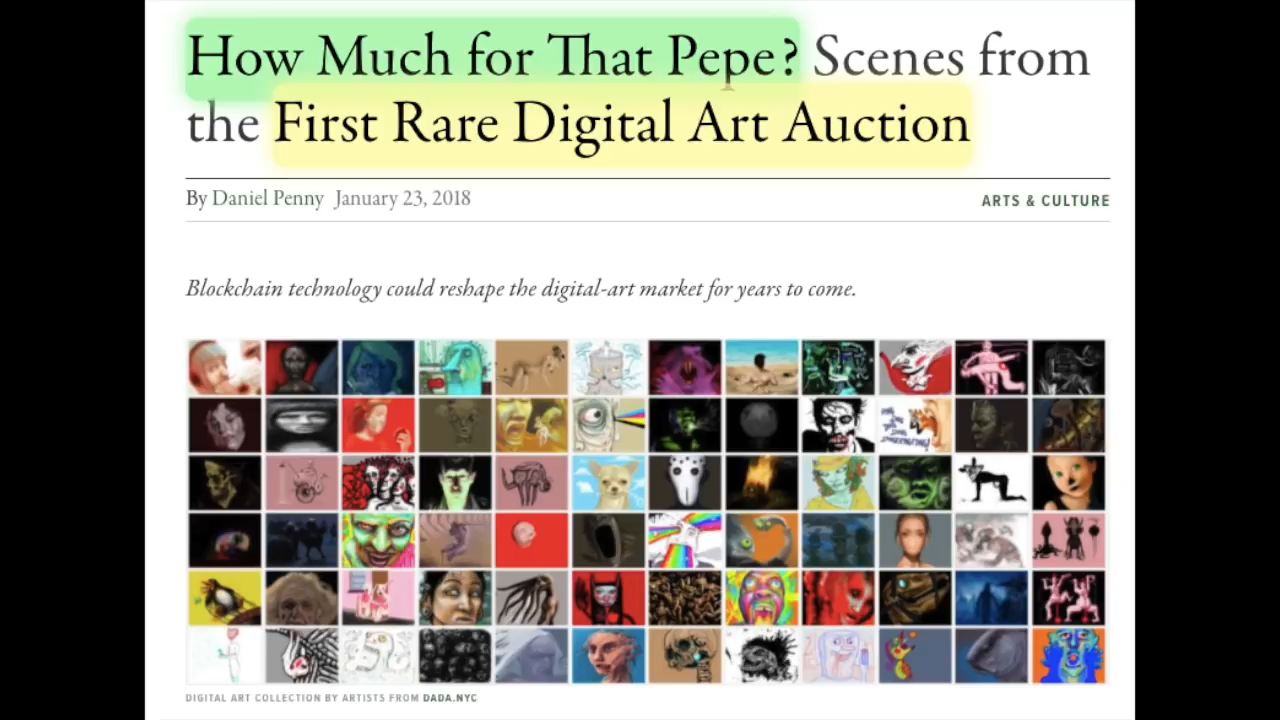 How Much for That Pepe? Scenes from
the First Rare Digital Art Auction
By Daniel Penny January 23, 2018
ARTS & CULTURE
Blockchain technology could reshape the digital-art market for years to come.
DIGITAL ART COLLECTION BY ARTISTS FROM DADA.NYC